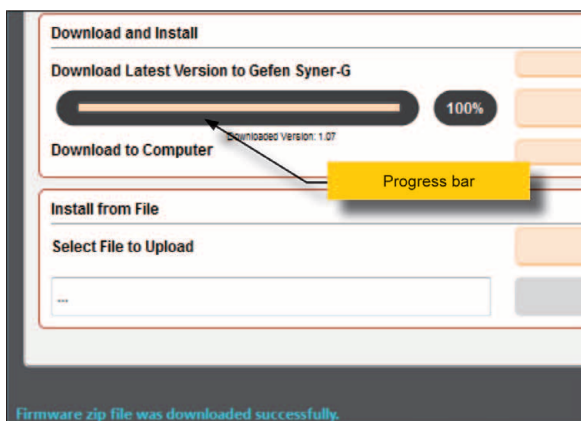 Download and Install
Download Latest Version to Gefen Syner-G
100%
Downloaded Version: 1.07
Download to Computer
Progress bar
Install from File
Select File to Upload
...
Firmware zip file was downloaded successfully.